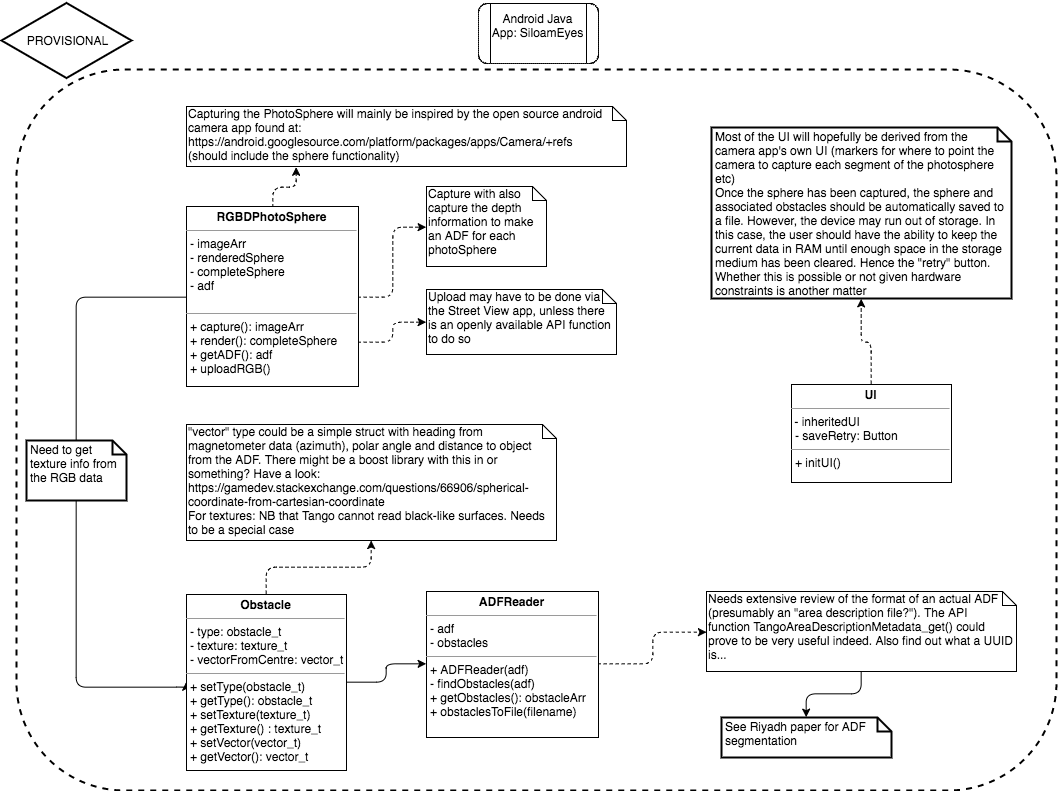 PROVISIONAL
Android Java
App: SiloamEyes
Capturing the PhotoSphere will mainly be inspired by the open source android
camera app found at:
https://android.googlesource.com/platform/packages/apps/Camera/+refs
(should include the sphere functionality)
RGBDPhotoSphere
- imageArr
- renderedSphere
- completeSphere
- adf
+ capture(): imageArr
+ render(): completeSphere
+ getADF(): adf
+ uploadRGB()
Capture with also
capture the depth
information to make
an ADF for each
photoSphere
Upload may have to be done via
the Street View app, unless there
is an openly available API function
to do so
Most of the UI will hopefully be derived from the
camera app's own UI (markers for where to point the
camera to capture each segment of the photosphere
etc)
Once the sphere has been captured, the sphere and
associated obstacles should be automatically saved to
a file. However, the device may run out of storage. In
this case, the user should have the ability to keep the
current data in RAM until enough space in the storage
medium has been cleared. Hence the "retry" button.
Whether this is possible or not given hardware
constraints is another matter
UI
- inheritedUI
- saveRetry: Button
+ initUI()
Need to get
texture info from
the RGB data
"vector" type could be a simple struct with heading from
magnetometer data (azimuth), polar angle and distance to object
from the ADF. There might be a boost library with this in or
something? Have a look:
https://gamedev.stackexchange.com/questions/66906/spherical-
coordinate-from-cartesian-coordinate
For textures: NB that Tango cannot read black-like surfaces. Needs
to be a special case
Obstacle
- type: obstacle_t
- texture: texture_t
- vectorFromCentre: vector_t
+ setType(obstacle_t)
+ getType(): obstacle_t
+ setTexture(texture_t)
+ getTexture() : texture_t
+ setVector(vector_t)
+ getVector(): vector_t
ADFReader
- adf
- obstacles
+ ADFReader(adf)
- findObstacles(adf)
+ getObstacles(): obstacleArr
+ obstaclesToFile(filename)
Needs extensive review of the format of an actual ADF
(presumably an "area description file?"). The API
function TangoAreaDescriptionMetadata_get() could
prove to be very useful indeed. Also find out what a UUID
is...
See Riyadh paper for ADF
segmentation